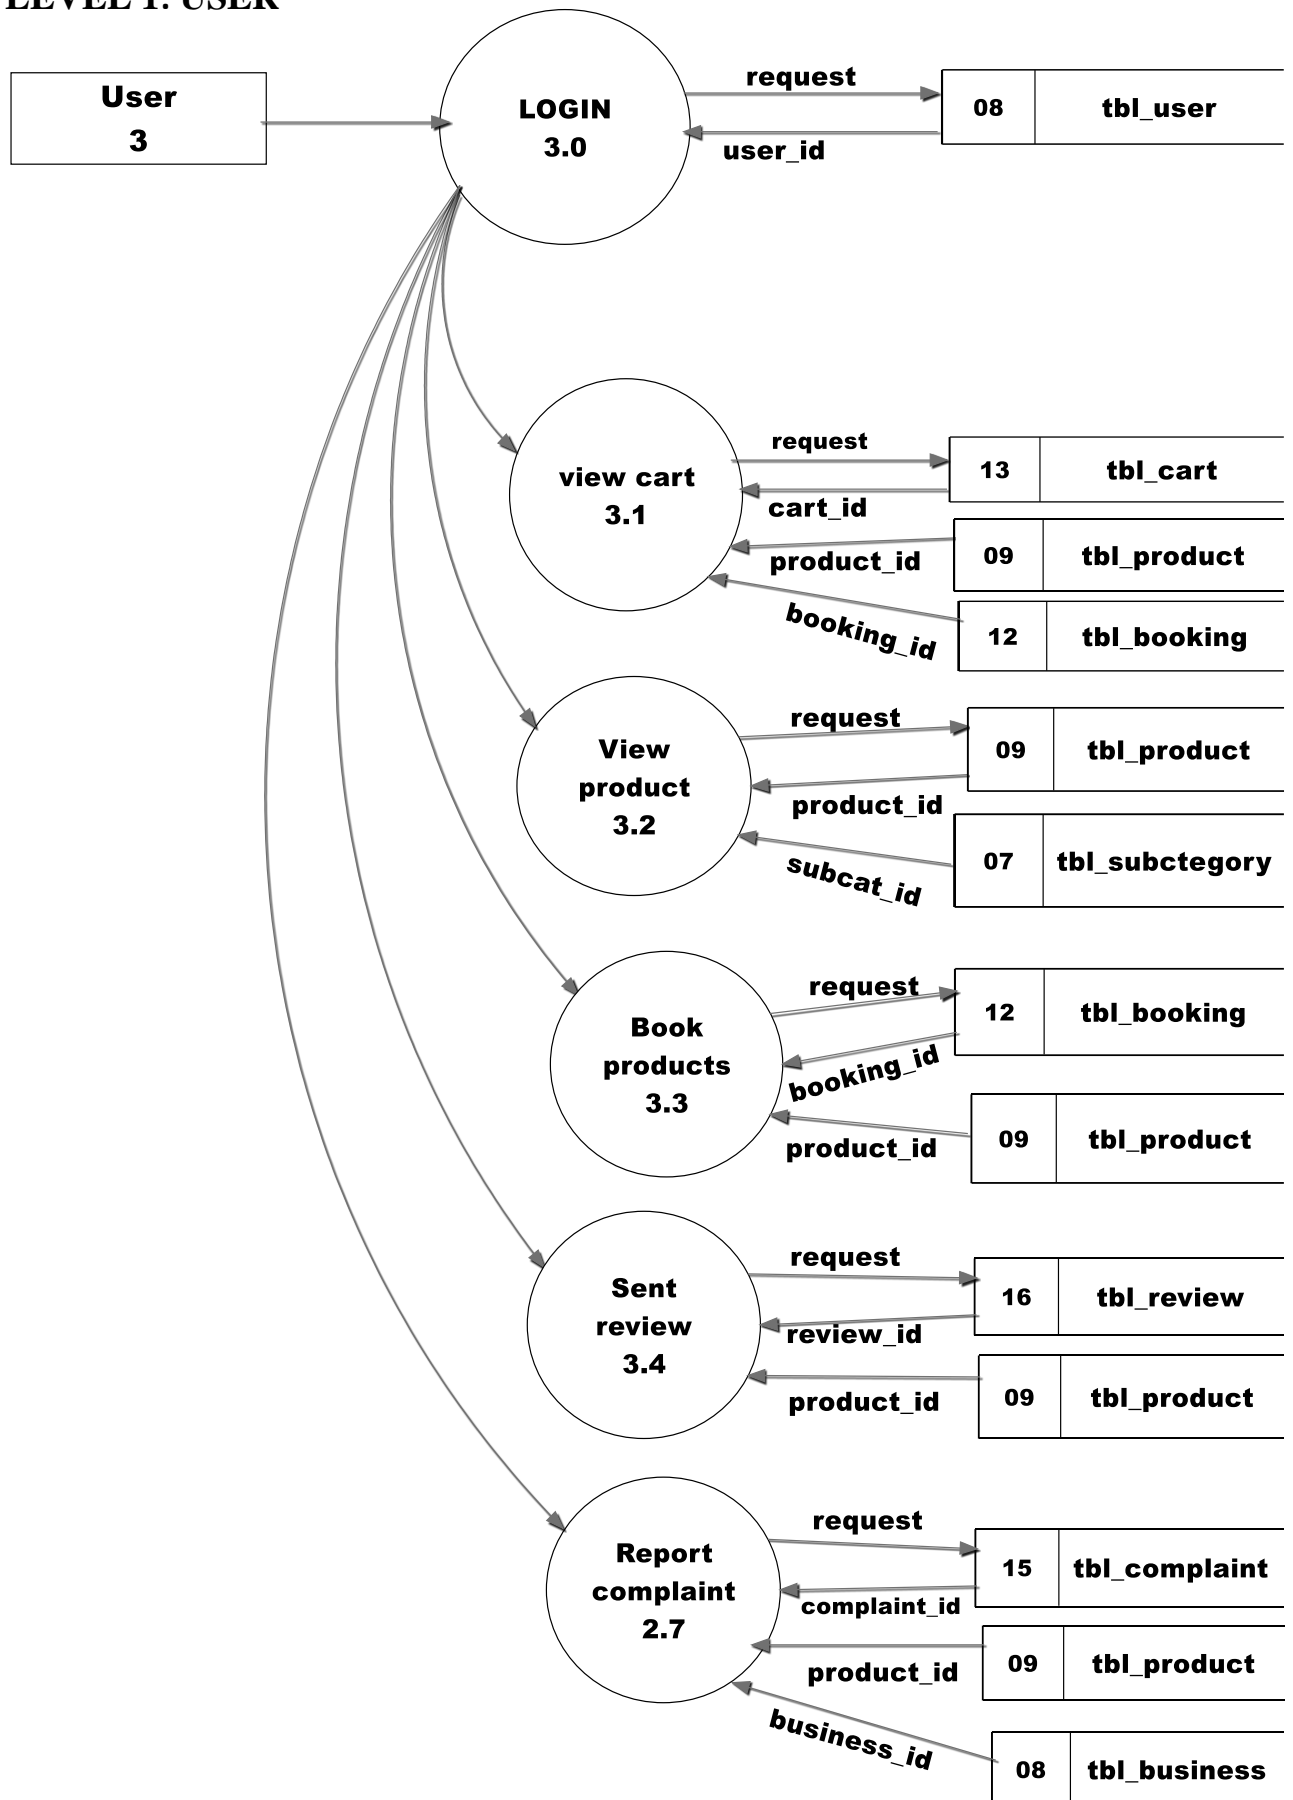 LEVEL 1: USER
User
3
LOGIN
3.0
request
user_id
08
tbl_user
view cart
3.1
request
cart_id
13
tbl_cart
product_id
09
tbl_product
booking_id
12
tbl_booking
View
product
3.2
request
product_id
09
tbl_product
subcat_id
07
tbl_subctegory
Book
products
3.3
request
booking_id
12
tbl_booking
product_id
09
tbl_product
Sent
review
3.4
request
review_id
16
tbl_review
product_id
09
tbl_product
Report
complaint
2.7
request
complaint_id
15
tbl_complaint
product_id
09
tbl_product
business_id
08
tbl_business